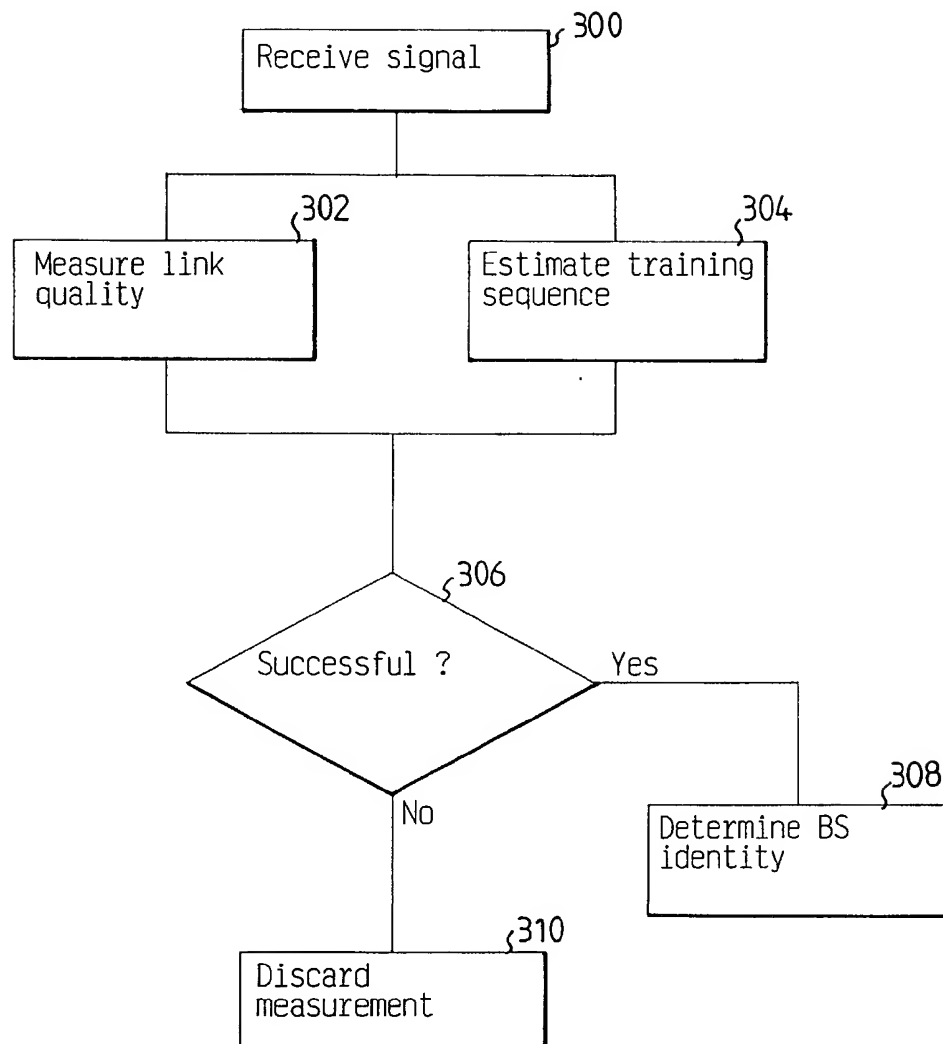 300
Receive signal
302
304
Measure link
quality
Estimate training
sequence
306
Successful ?
Yes
No
308
Determine BS
identity
310
Discard
measurement